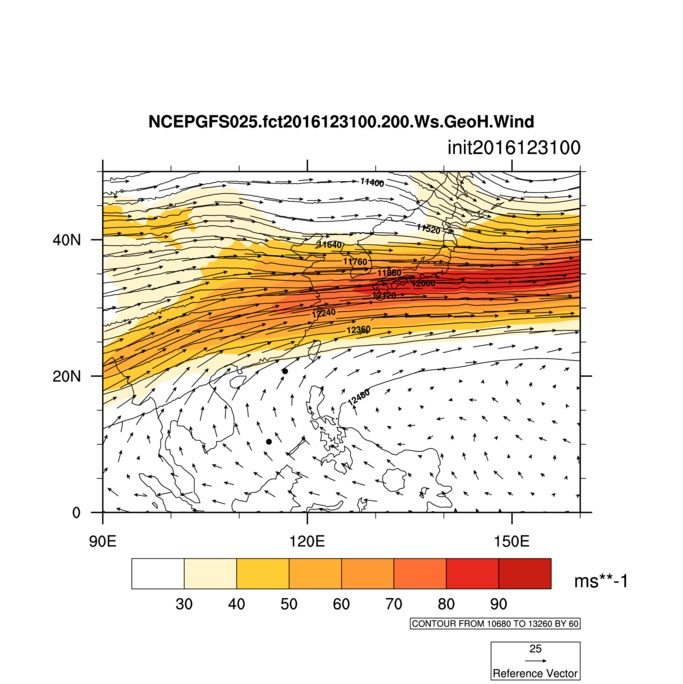 NCEPGFS025.fct2016123100.200.Ws.GeoH.Wind
init2016123100
11400
11520
40N
11640
11760
11880
12000
12120
12240
12360
20N
12480
0
90E 120E 150E
ms**-1
30 40 50 60 70 80 90
CONTOUR FROM 10680 TO 13260 BY 60
25
Reference Vector